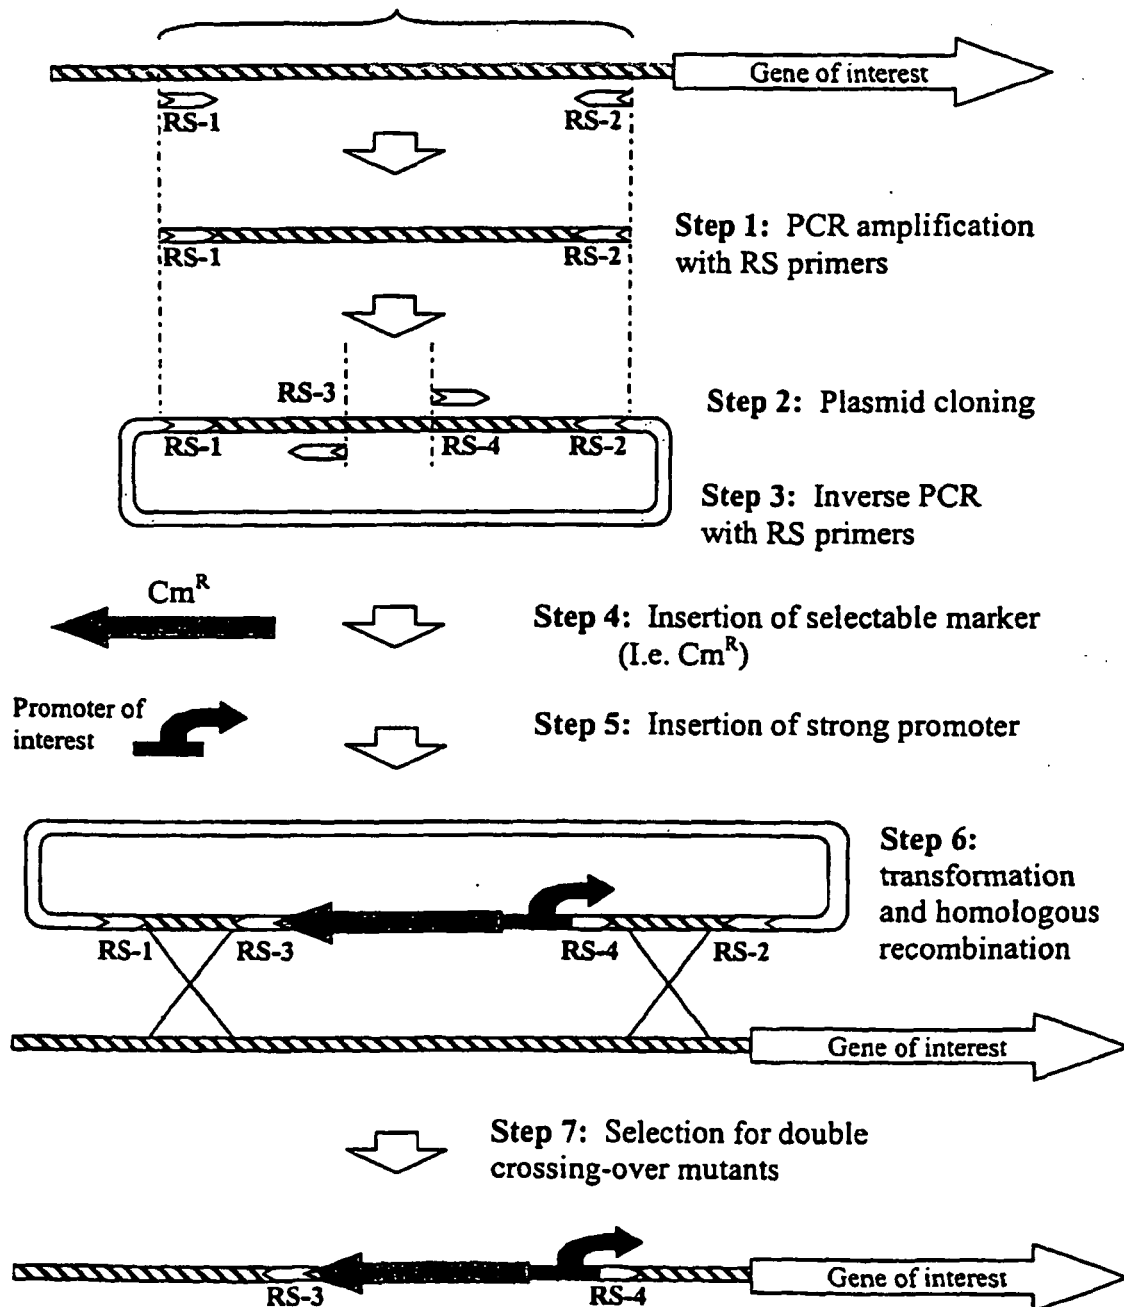 Gene of interest
RS-1
RS-2
RS-1
RS-2
Step 1: PCR amplification
with RS primers
RS-3
RS-1
RS-4
RS-2
Step 2: Plasmid cloning
Step 3: Inverse PCR
with RS primers
Cm^R
Step 4: Insertion of selectable marker
(I.e. Cm^R)
Promoter of
interest
Step 5: Insertion of strong promoter
Step 6:
transformation
and homologous
recombination
RS-1
RS-3
RS-4
RS-2
Gene of interest
Step 7: Selection for double
crossing-over mutants
RS-3
RS-4
Gene of interest